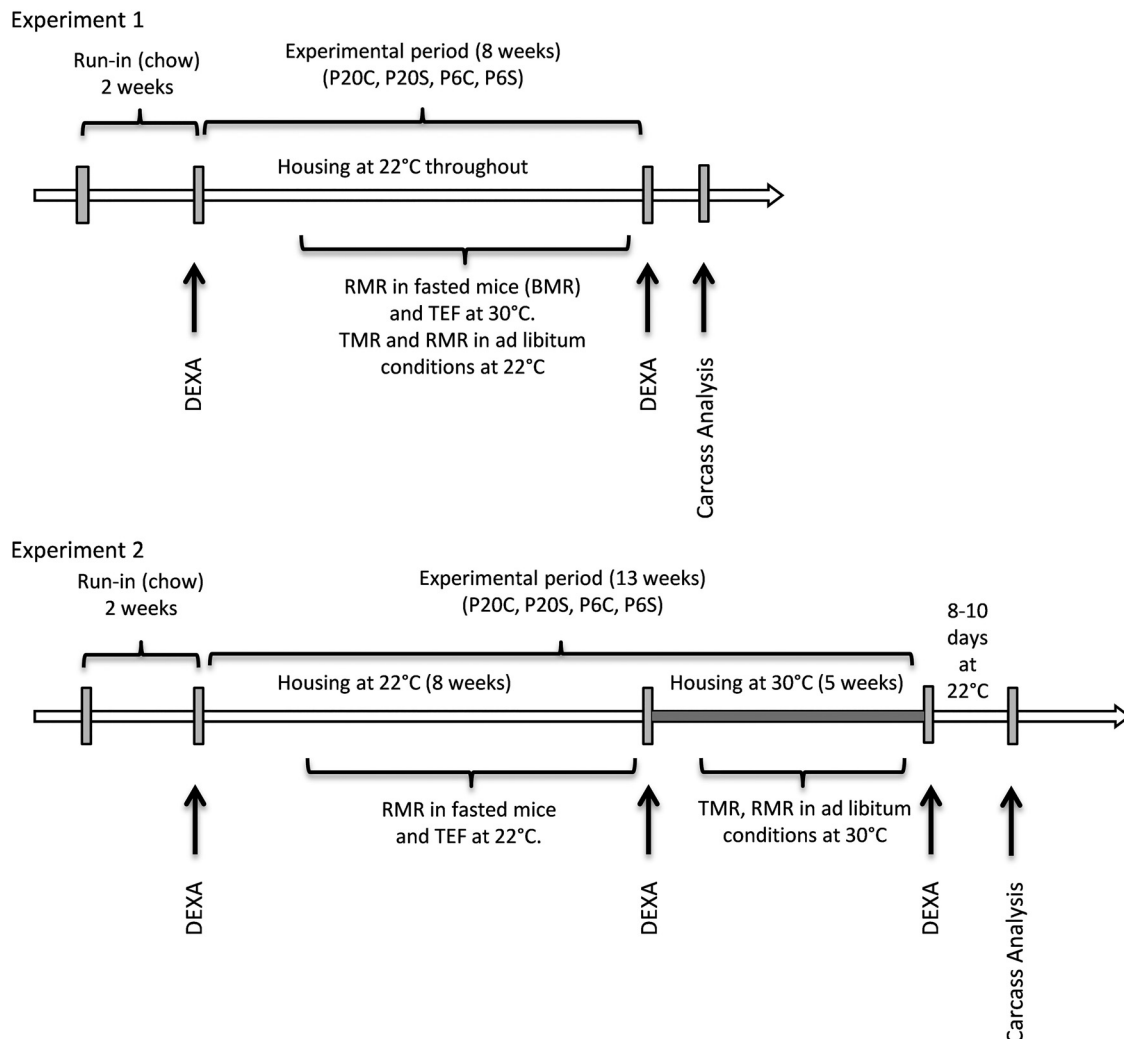 Experiment 1
Run-in (chow)
2 weeks
Experimental period (8 weeks)
(P20C, P20S, P6C, P6S)
Housing at 22°C throughout
RMR in fasted mice (BMR)
and TEF at 30°C.
TMR and RMR in ad libitum
conditions at 22°C
DEXA
DEXA
Carcass Analysis
Experiment 2
Run-in (chow)
2 weeks
Experimental period (13 weeks)
(P20C, P20S, P6C, P6S)
8-10
days
at
22°C
Housing at 22°C (8 weeks)
Housing at 30°C (5 weeks)
RMR in fasted mice
and TEF at 22°C.
TMR, RMR in ad libitum
conditions at 30°C
DEXA
DEXA
DEXA
Carcass Analysis